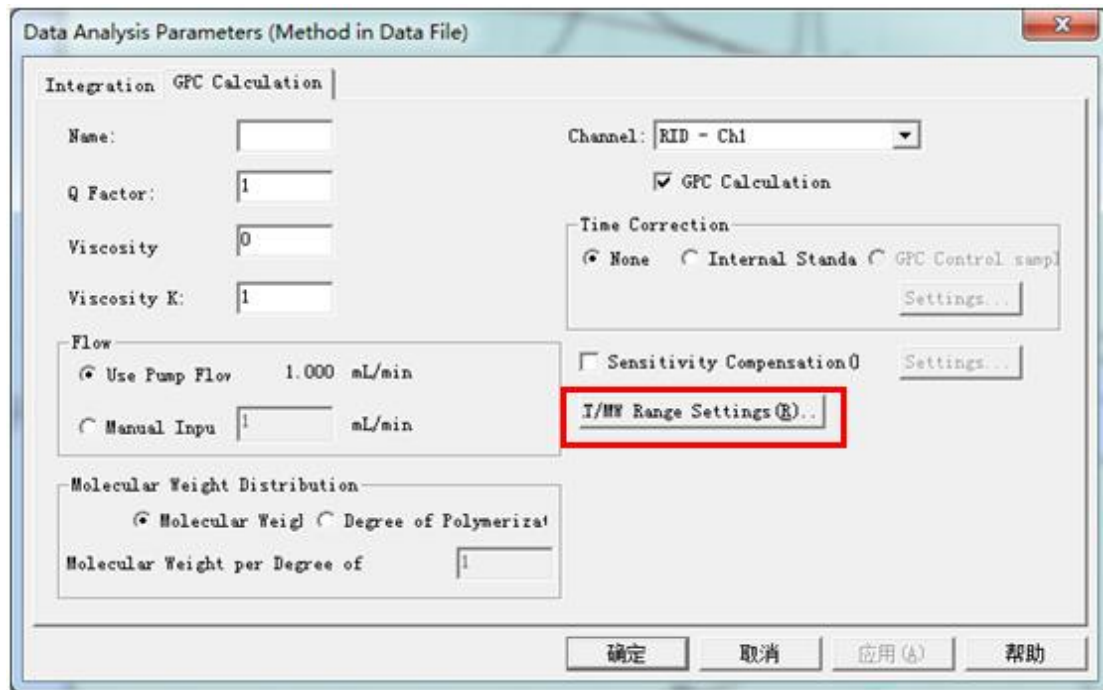 Data Analysis Parameters (Method in Data File)
Integration GPC Calculation
Name:
Q Factor: 1
Viscosity 0
Viscosity K: 1
Flow
Use Pump Flow 1.000 mL/min
Manual Inpu 1 mL/min
Molecular Weight Distribution
Molecular Weigl Degree of Polymerizat
Molecular Weight per Degree of 1
Channel: RID - Ch1
GPC Calculation
Time Correction
None Internal Standa GPC Control sampl
Settings...
Sensitivity Compensation() Settings...
T/MW Range Settings(R)..
确定 取消 应用(A) 帮助